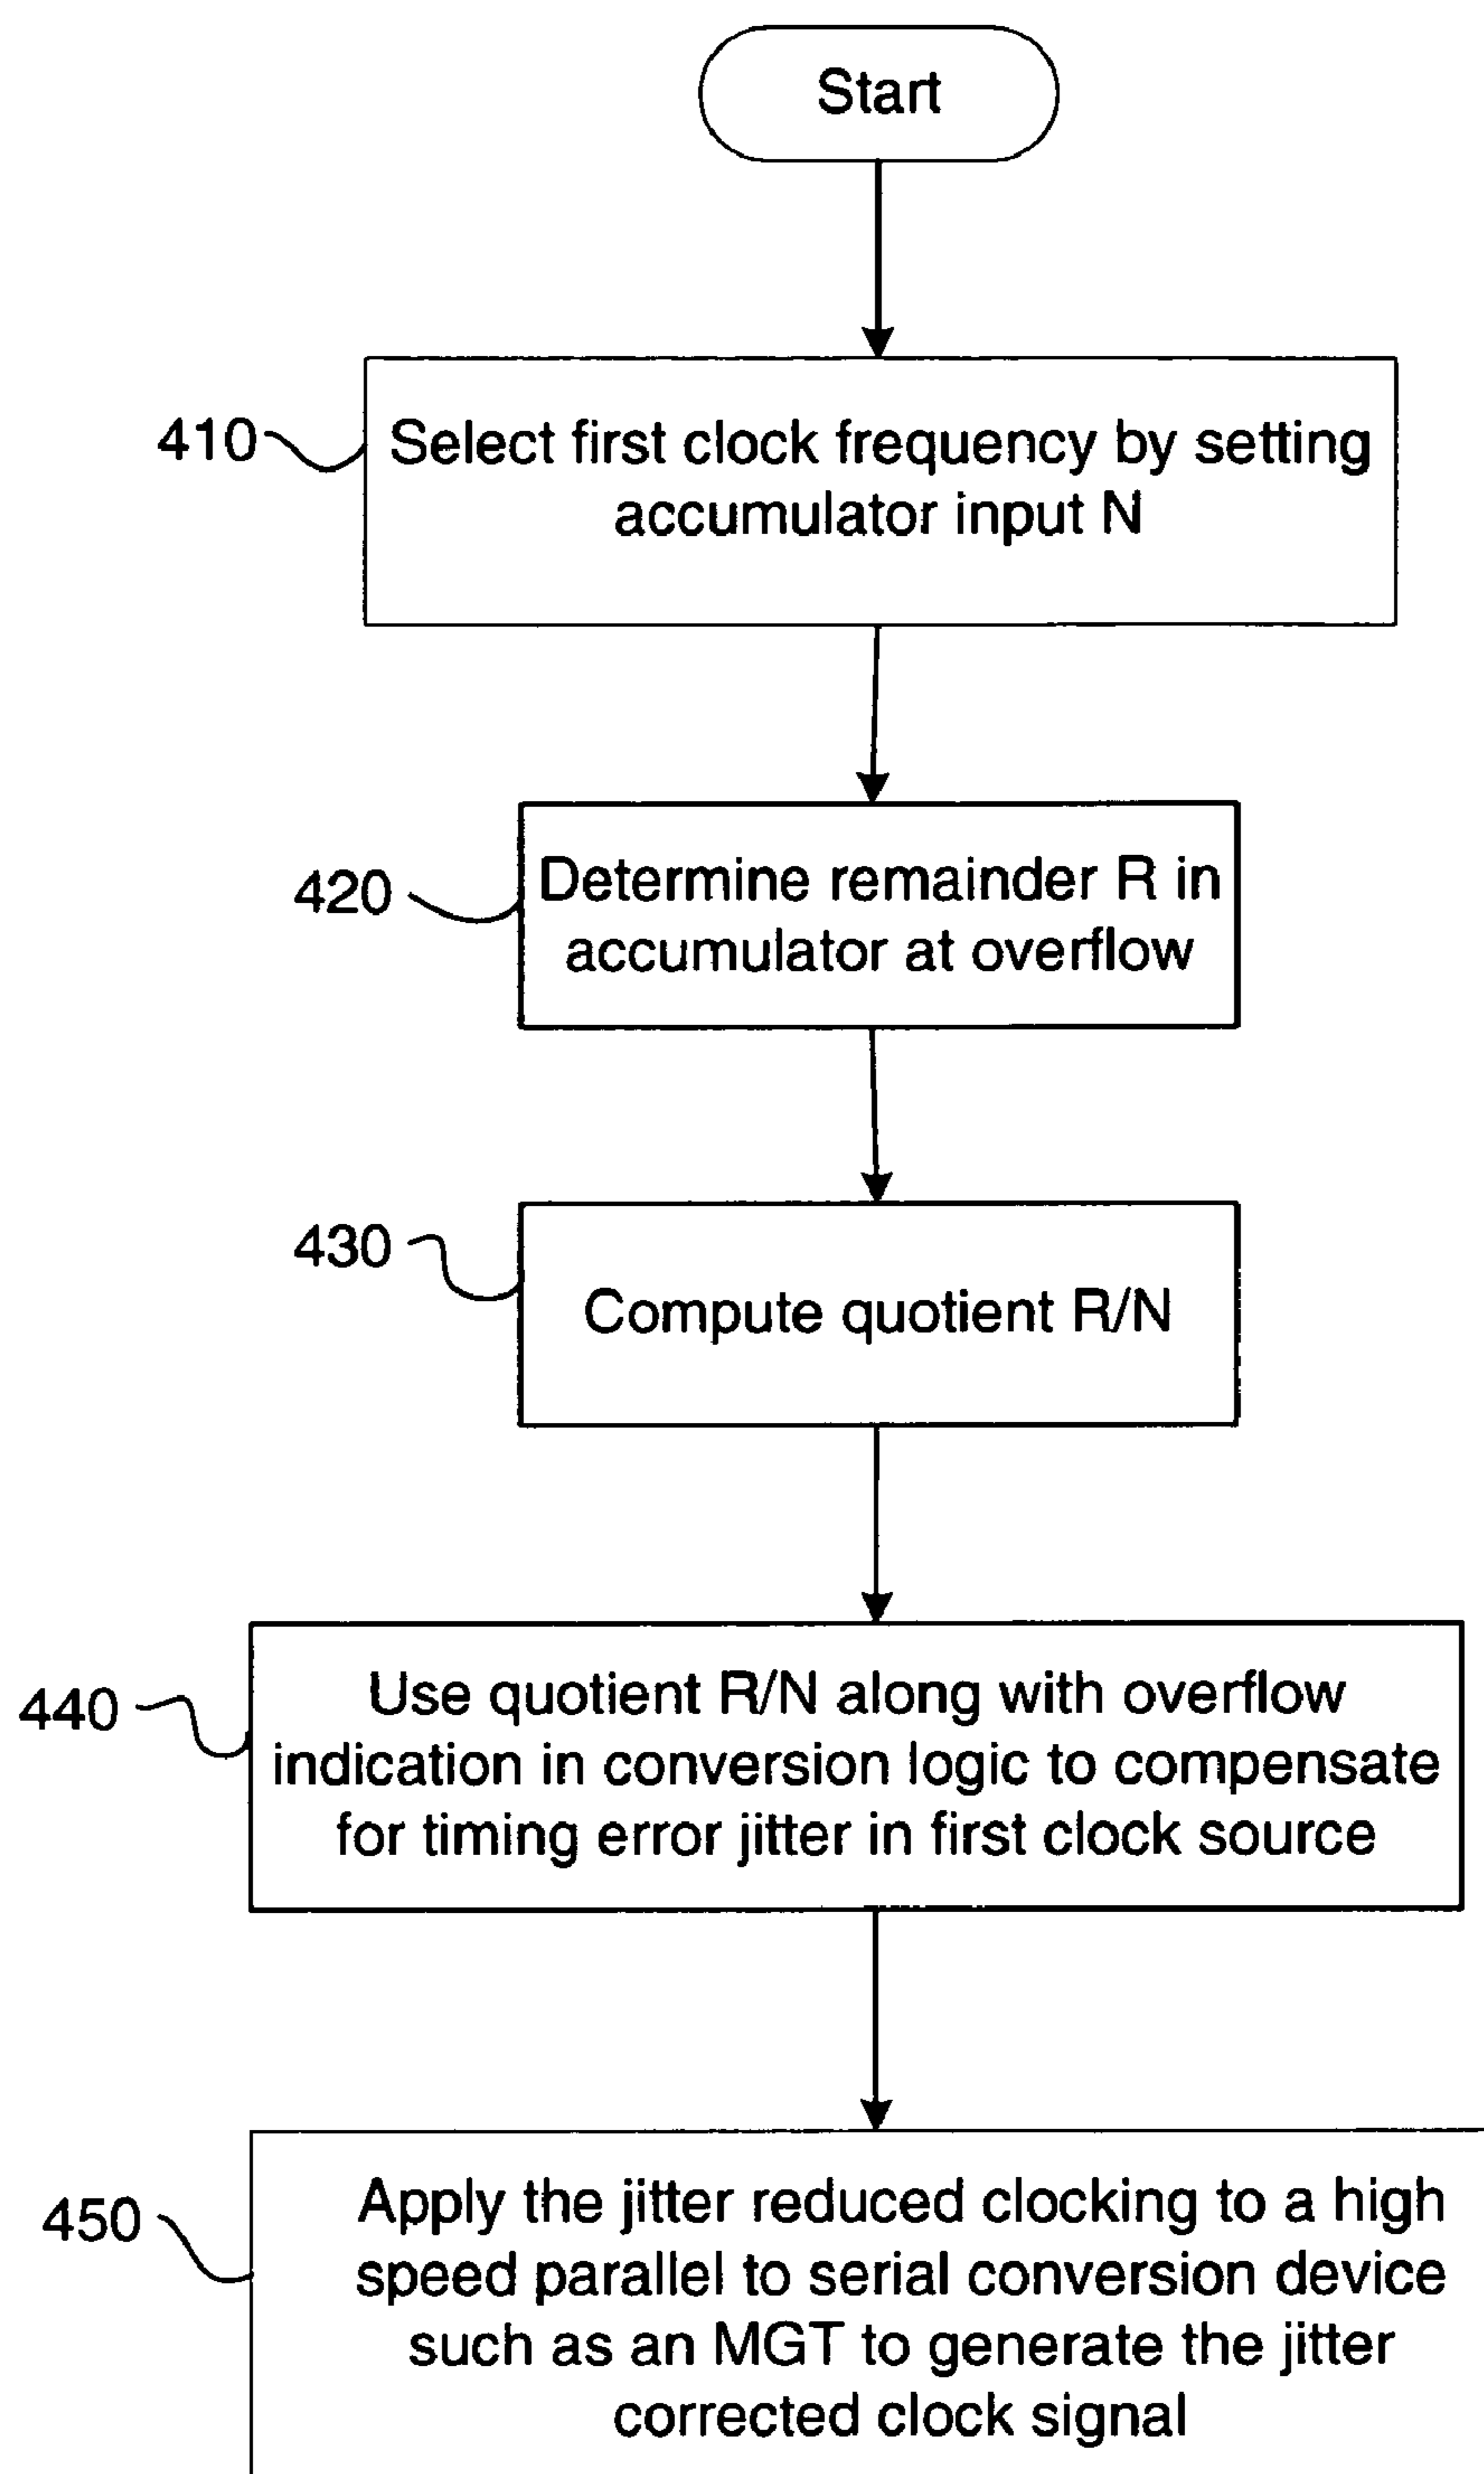 Start
410
Select first clock frequency by setting
accumulator input N
420
Determine remainder R in
accumulator at overflow
430
Compute quotient R/N
440
Use quotient R/N along with overflow
indication in conversion logic to compensate
for timing error jitter in first clock source
450
Apply the jitter reduced clocking to a high
speed parallel to serial conversion device
such as an MGT to generate the jitter
corrected clock signal